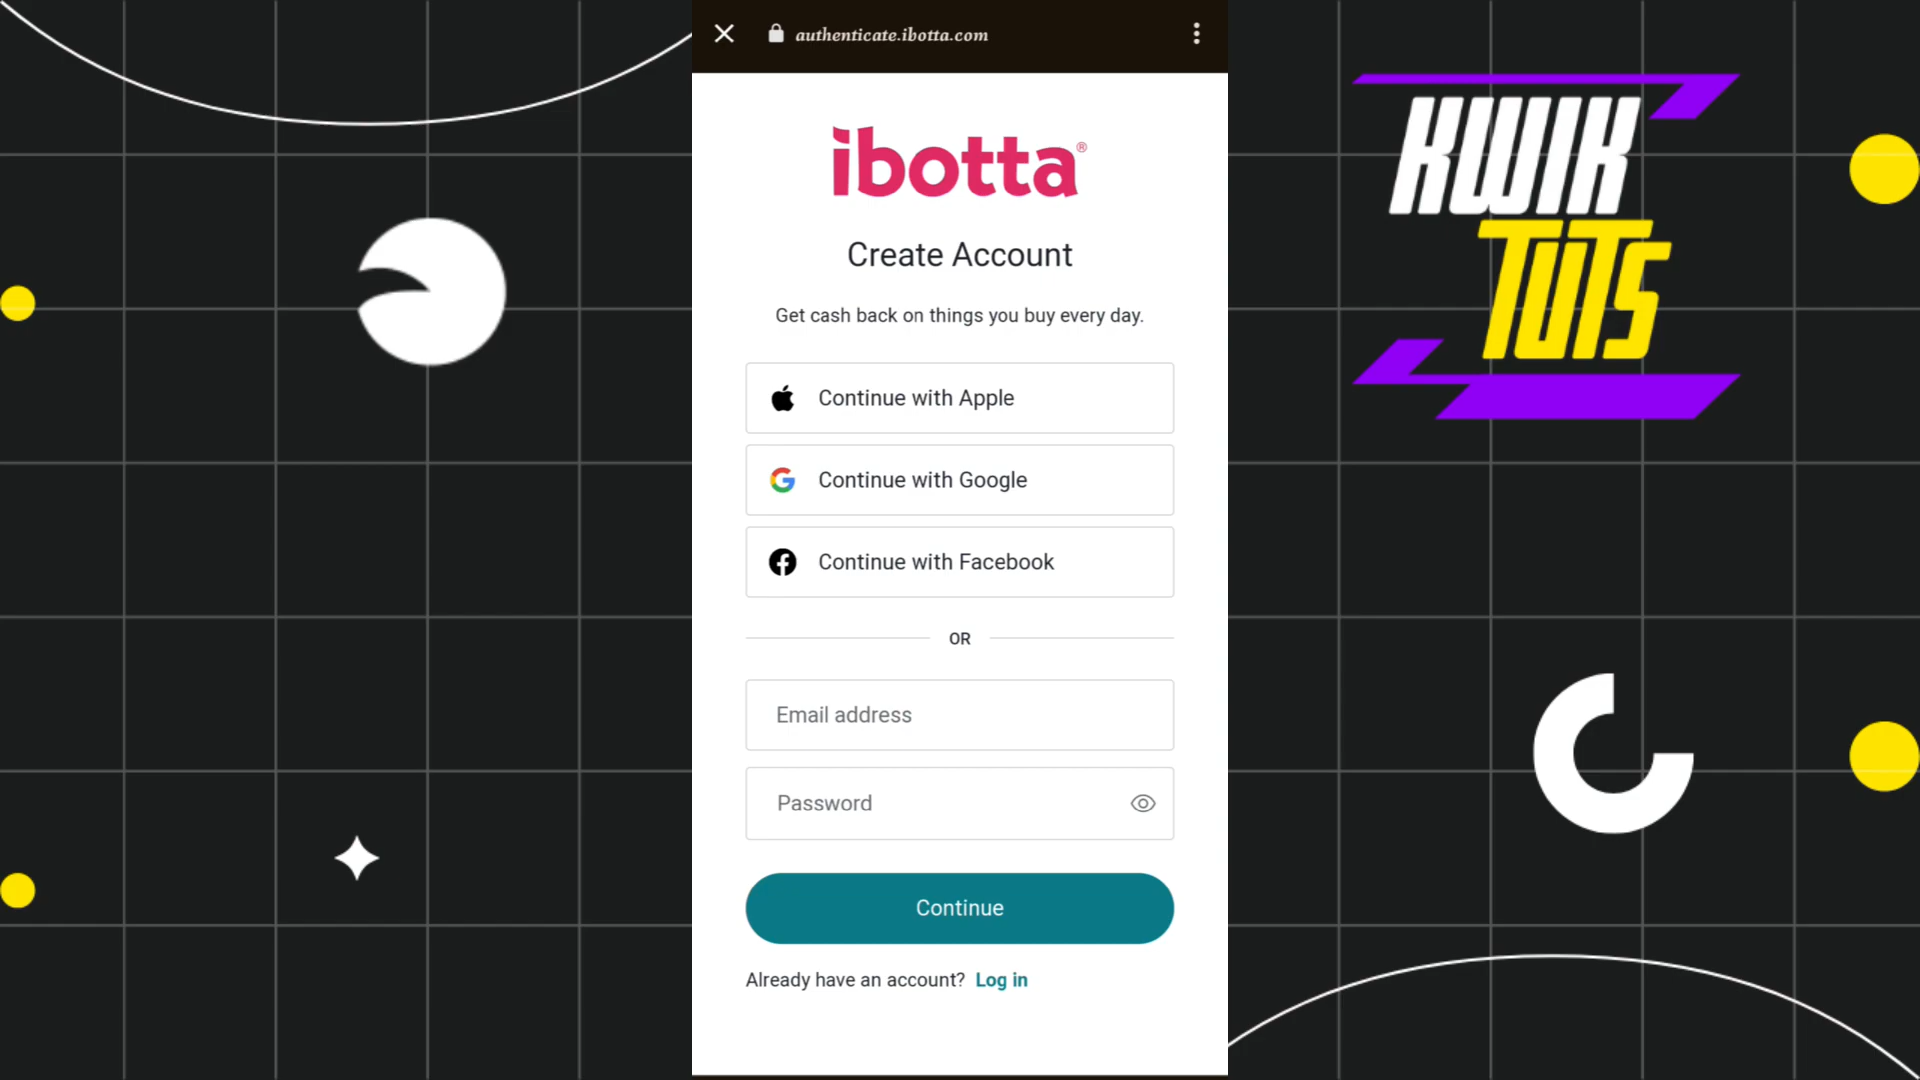 authenticate.ibotta.com
ibotta®
Create Account
Get cash back on things you buy every day.
Continue with Apple
Continue with Google
Continue with Facebook
OR
Email address
Password
Continue
Already have an account? Log in
KWIK
TUTS